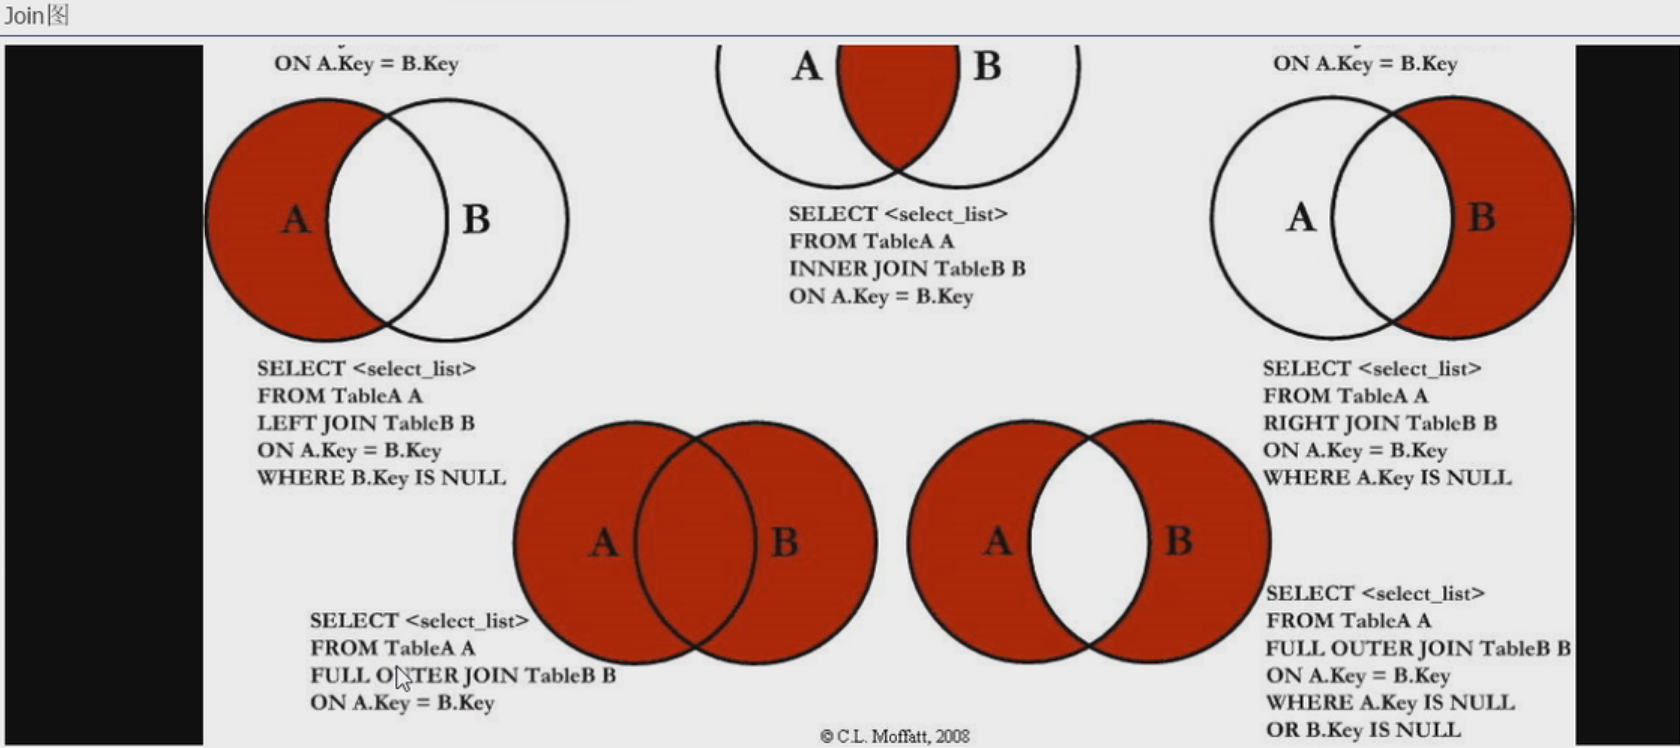 Join图
ON A.Key = B.Key
A B
ON A.Key = B.Key
A B
A B
SELECT <select_list>
FROM TableA A
INNER JOIN TableB B
ON A.Key = B.Key
SELECT <select_list>
FROM TableA A
LEFT JOIN TableB B
ON A.Key = B.Key
WHERE B.Key IS NULL
SELECT <select_list>
FROM TableA A
RIGHT JOIN TableB B
ON A.Key = B.Key
WHERE A.Key IS NULL
A B
A B
SELECT <select_list>
FROM TableA A
FULL OUTER JOIN TableB B
ON A.Key = B.Key
SELECT <select_list>
FROM TableA A
FULL OUTER JOIN TableB B
ON A.Key = B.Key
WHERE A.Key IS NULL
OR B.Key IS NULL
© C.L. Moffatt, 2008